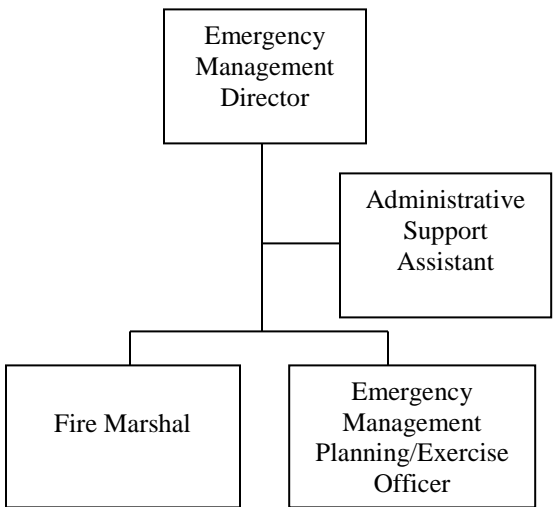 Emergency
Management
Director
Administrative
Support
Assistant
Fire Marshal
Emergency
Management
Planning/Exercise
Officer